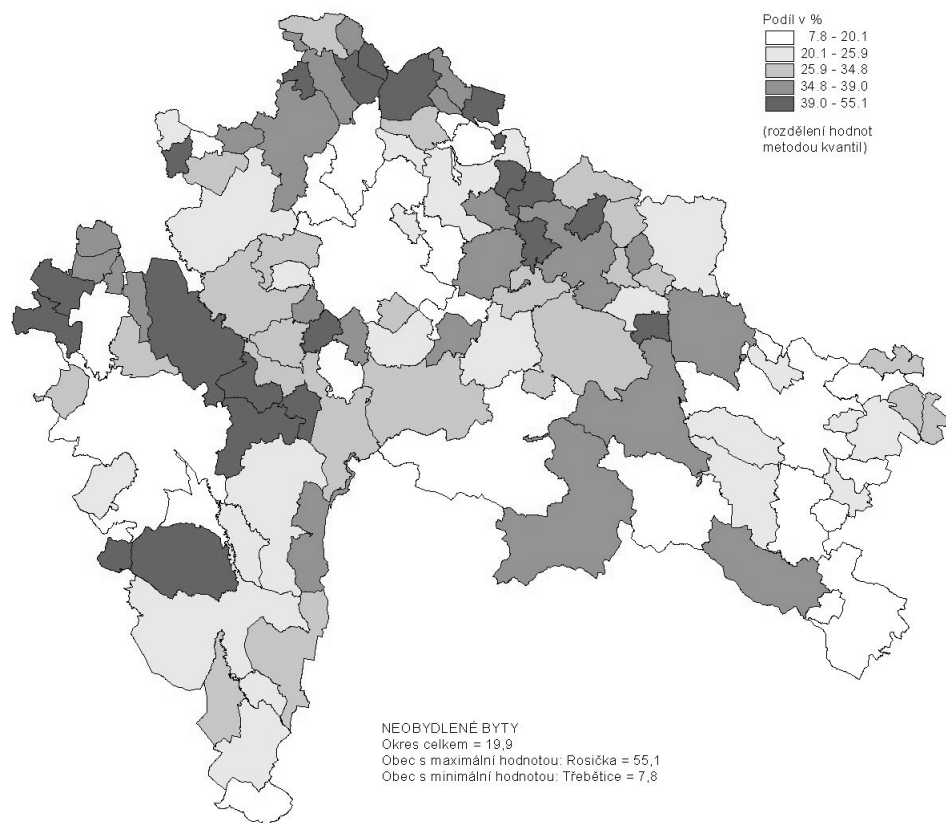 Podíl v %
7.8 - 20.1
20.1 - 25.9
25.9 - 34.8
34.8 - 39.0
39.0 - 55.1
(rozdělení hodnot
metodou kvantil)
NEOBYDLENÉ BYTY
Okres celkem = 19,9
Obec s maximální hodnotou: Rosička = 55,1
Obec s minimální hodnotou: Třebětice = 7,8